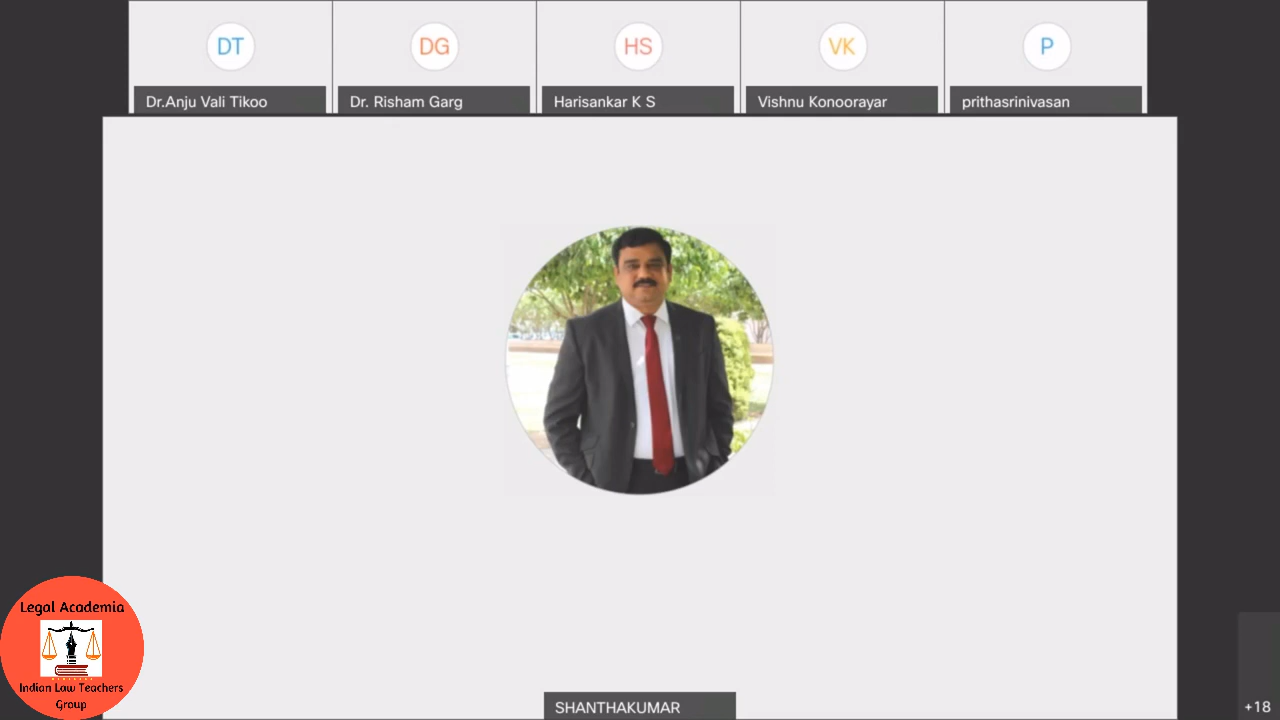 DT
DG
HS
VK
P
Dr.Anju Vali Tikoo
Dr. Risham Garg
Harisankar K S
Vishnu Konoorayar
prithasrinivasan
Legal Academia
Indian Law Teachers
Group
SHANTHAKUMAR
+18